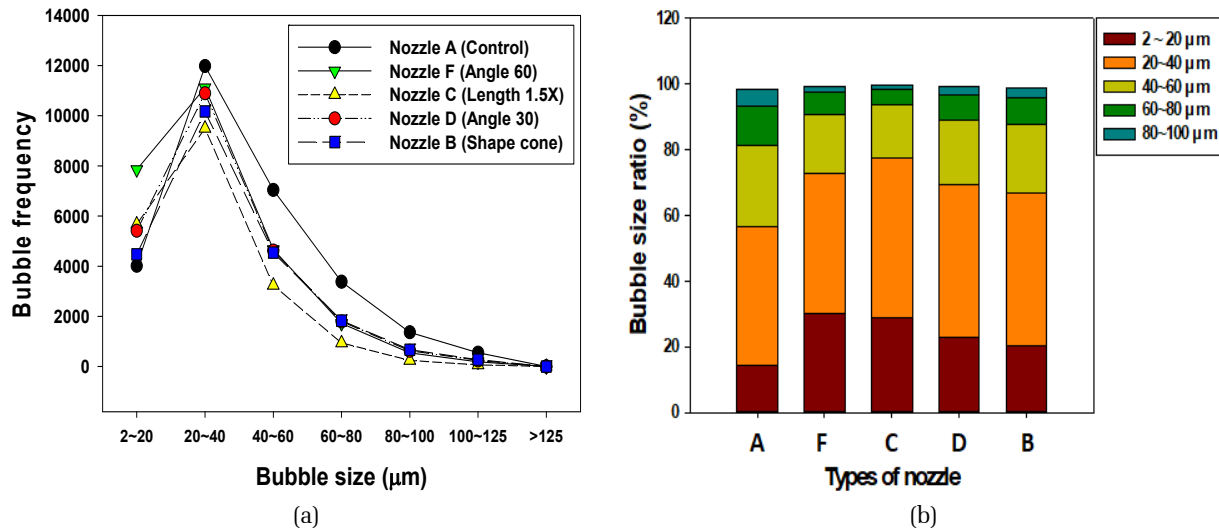 14000
12000
10000
8000
6000
4000
2000
0
Bubble frequency
Nozzle A (Control)
Nozzle F (Angle 60)
Nozzle C (Length 1.5X)
Nozzle D (Angle 30)
Nozzle B (Shape cone)
2~20 20~40 40~60 60~80 80~100 100~125 >125
Bubble size (μm)
(a)
120
100
80
60
40
20
0
Bubble size ratio (%)
2 ~ 20 μm
20~40 μm
40~60 μm
60~80 μm
80~100 μm
A F C D B
Types of nozzle
(b)